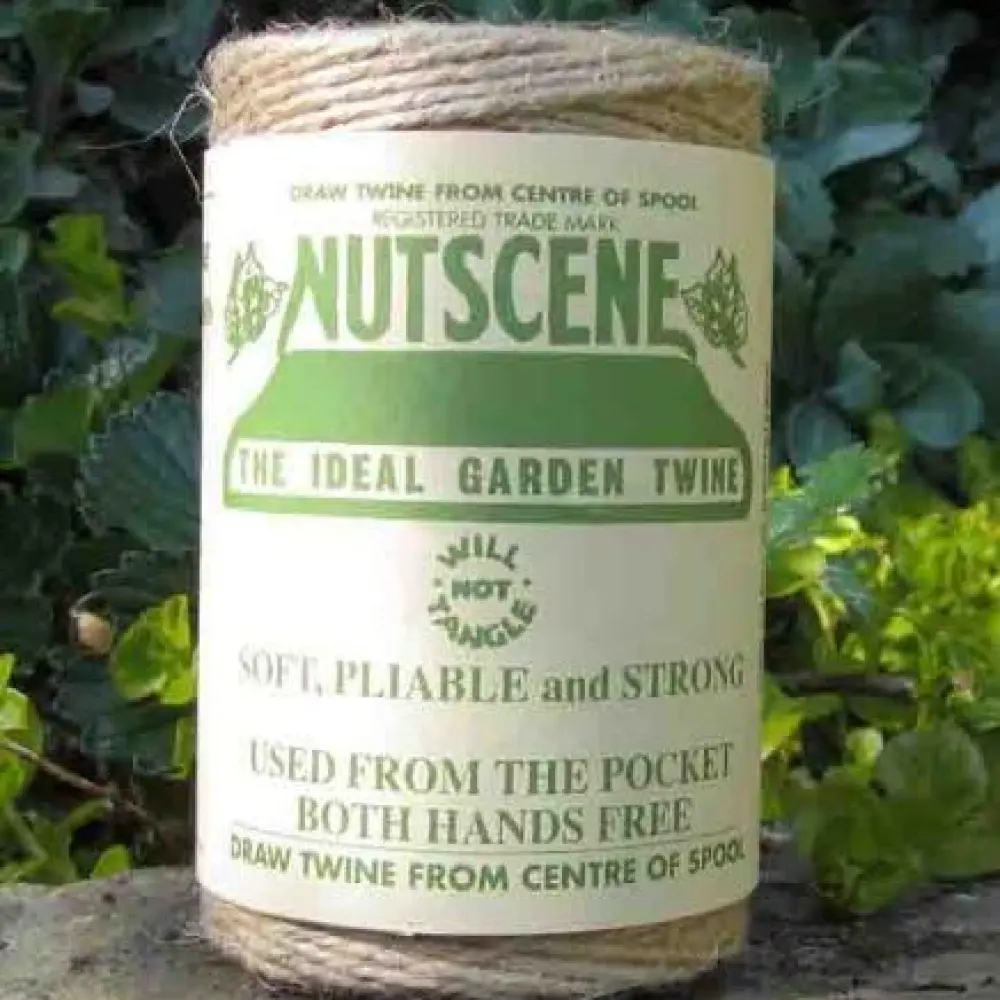 DRAW TWINE FROM CENTRE OF SPOOL
REGISTERED TRADE MARK
NUTSCENE
THE IDEAL GARDEN TWINE
WILL
NOT
TANGLE
SOFT, PLIABLE and STRONG
USED FROM THE POCKET
BOTH HANDS FREE
DRAW TWINE FROM CENTRE OF SPOOL